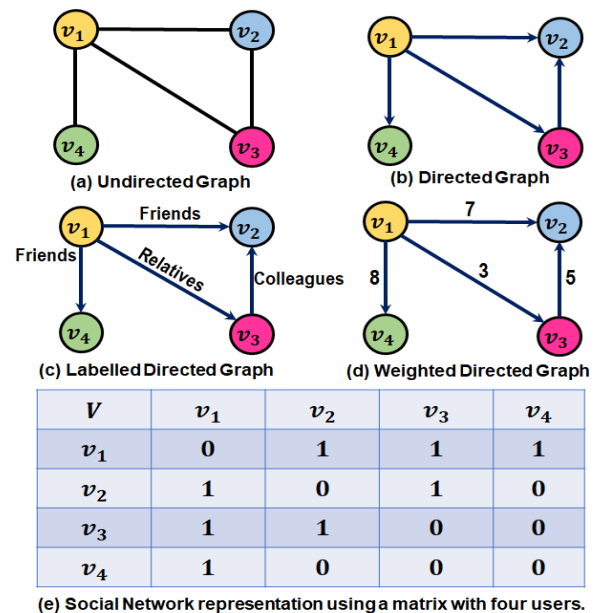 v₁ v₂
v₄ v₃
(a) Undirected Graph
v₁ v₂
v₄ v₃
(b) Directed Graph
Friends
v₁ v₂
Friends Relatives Colleagues
v₄ v₃
(c) Labelled Directed Graph
7
v₁ v₂
8 3 5
v₄ v₃
(d) Weighted Directed Graph
V v₁ v₂ v₃ v₄
v₁ 0 1 1 1
v₂ 1 0 1 0
v₃ 1 1 0 0
v₄ 1 0 0 0
(e) Social Network representation using a matrix with four users.